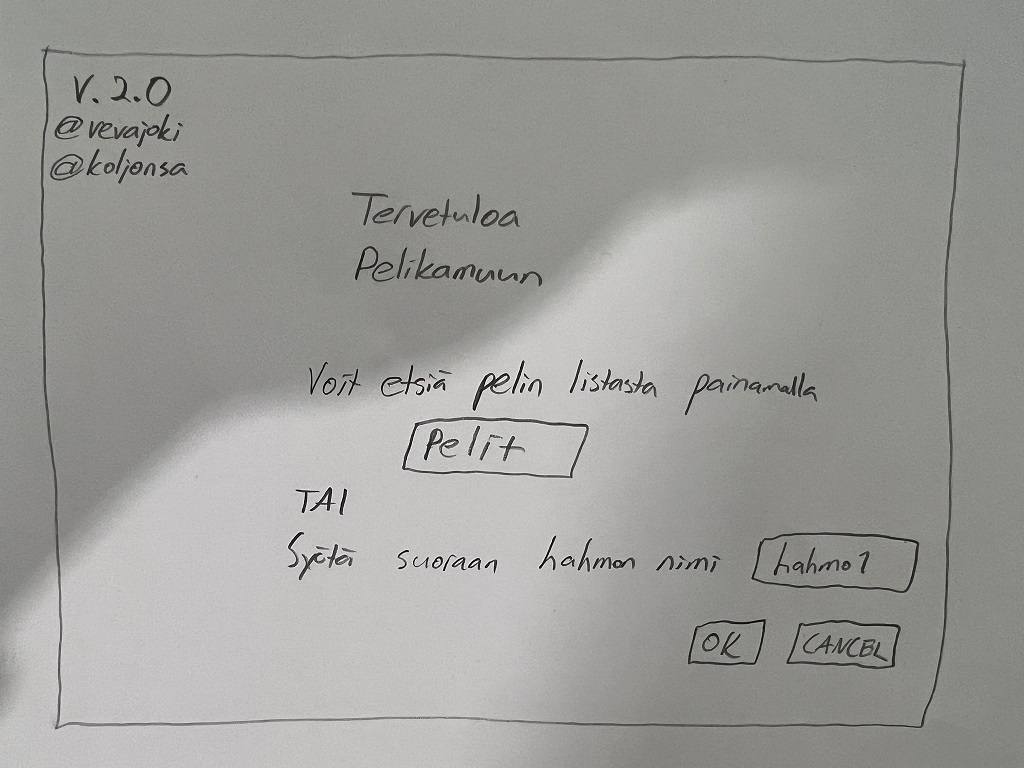 V. 2.0
@vevajoki
@koljonsa
Tervetuloa
Pelikamuun
Voit etsiä pelin listasta painamalla
Pelit
TAI
Syötä suoraan hahmon nimi hahmo1
OK CANCEL